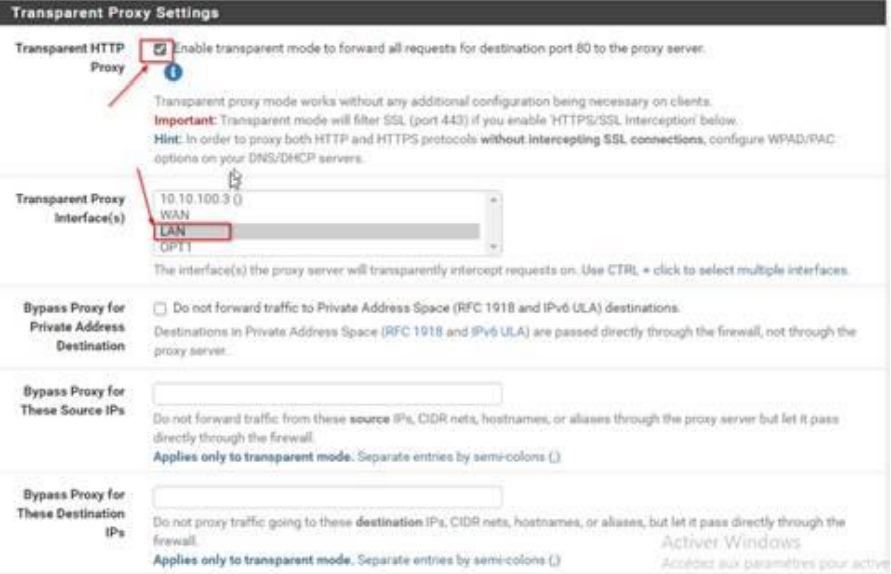 Transparent Proxy Settings
Transparent HTTP Proxy
Enable transparent mode to forward all requests for destination port 80 to the proxy server.
Transparent proxy mode works without any additional configuration being necessary on clients.
Important: Transparent mode will filter SSL (port 443) if you enable 'HTTPS/SSL Interception' below.
Hint: In order to proxy both HTTP and HTTPS protocols without intercepting SSL connections, configure WPAD/PAC
options on your DNS/DHCP servers.
Transparent Proxy
Interface(s)
10.10.100.3 ()
WAN
LAN
OPT1
The interface(s) the proxy server will transparently intercept requests on. Use CTRL + click to select multiple interfaces.
Bypass Proxy for
Private Address
Destination
Do not forward traffic to Private Address Space (RFC 1918 and IPv6 ULA) destinations.
Destinations in Private Address Space (RFC 1918 and IPv6 ULA) are passed directly through the firewall, not through the
proxy server.
Bypass Proxy for
These Source IPs
Do not forward traffic from these source IPs, CIDR nets, hostnames, or aliases through the proxy server but let it pass
directly through the firewall.
Applies only to transparent mode. Separate entries by semi-colons (;)
Bypass Proxy for
These Destination
IPs
Do not proxy traffic going to these destination IPs, CIDR nets, hostnames, or aliases, but let it pass directly through the
firewall.
Applies only to transparent mode. Separate entries by semi-colons (;)
Activer Windows
Accédez aux paramètres pour active